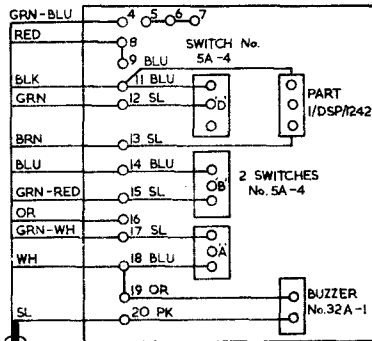 GRN-BLU 4 5 6 7
RED 8
SWITCH No.
5A-4
9 BLU
BLK 11 BLU
GRN 12 SL 'D'
PART
1/DSP/1242
BRN 13 SL
BLU 14 BLU
'B'
2 SWITCHES
No. 5A-4
GRN-RED 15 SL
OR 16
GRN-WH 17 SL
'A'
WH 18 BLU
19 OR
BUZZER
No. 32A-1
SL 20 PK